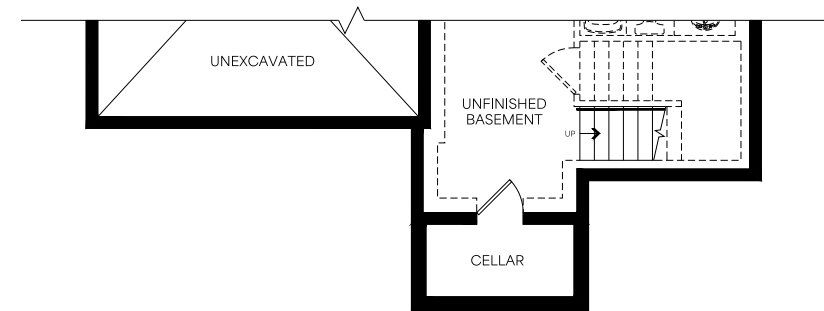 UNEXCAVATED
UNFINISHED
BASEMENT
UP
CELLAR